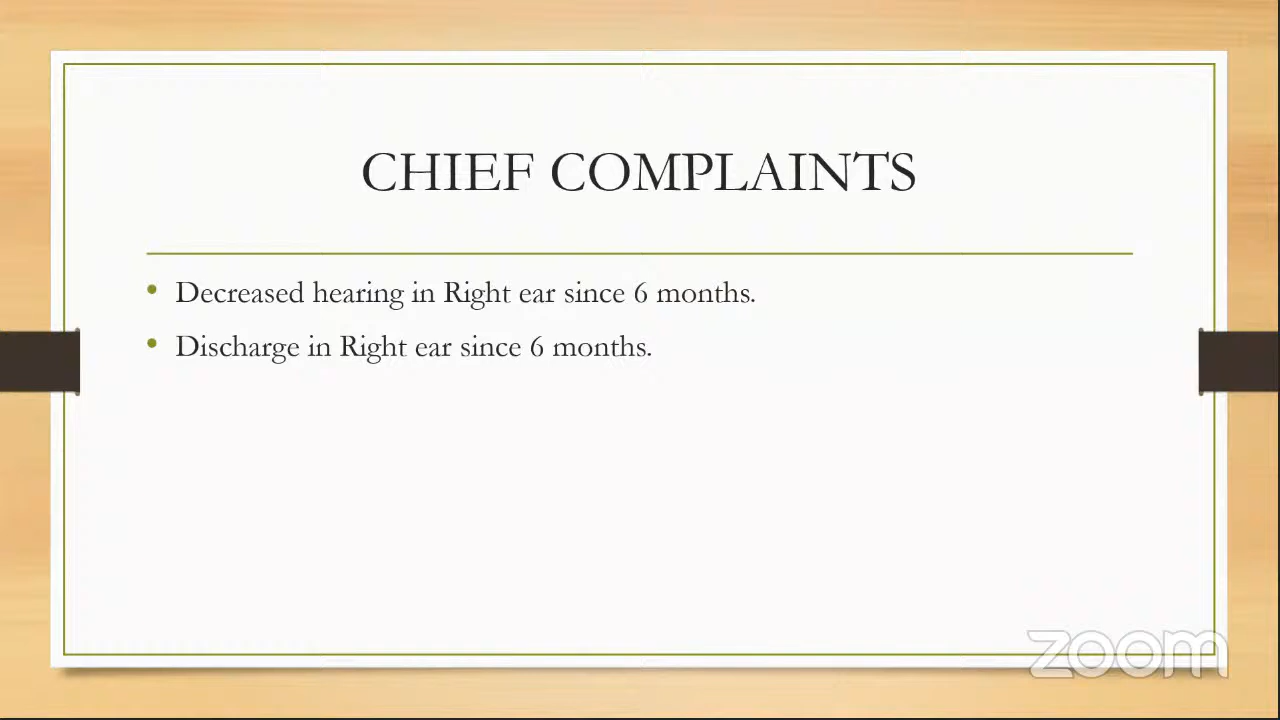 CHIEF COMPLAINTS
Decreased hearing in Right ear since 6 months.
Discharge in Right ear since 6 months.
zoom